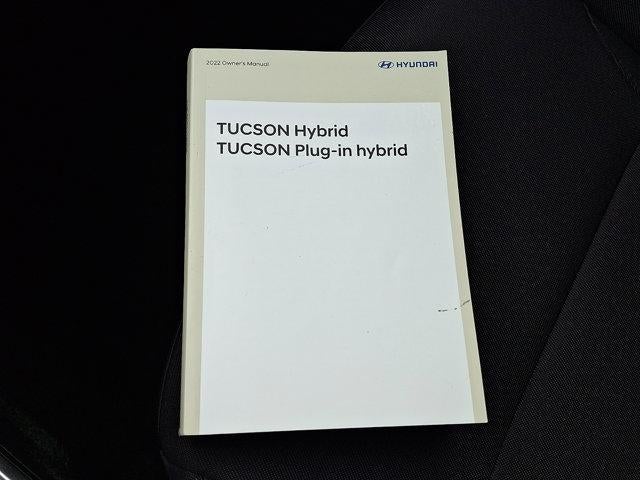 2022 Owner's Manual
HYUNDAI
TUCSON Hybrid
TUCSON Plug-in hybrid